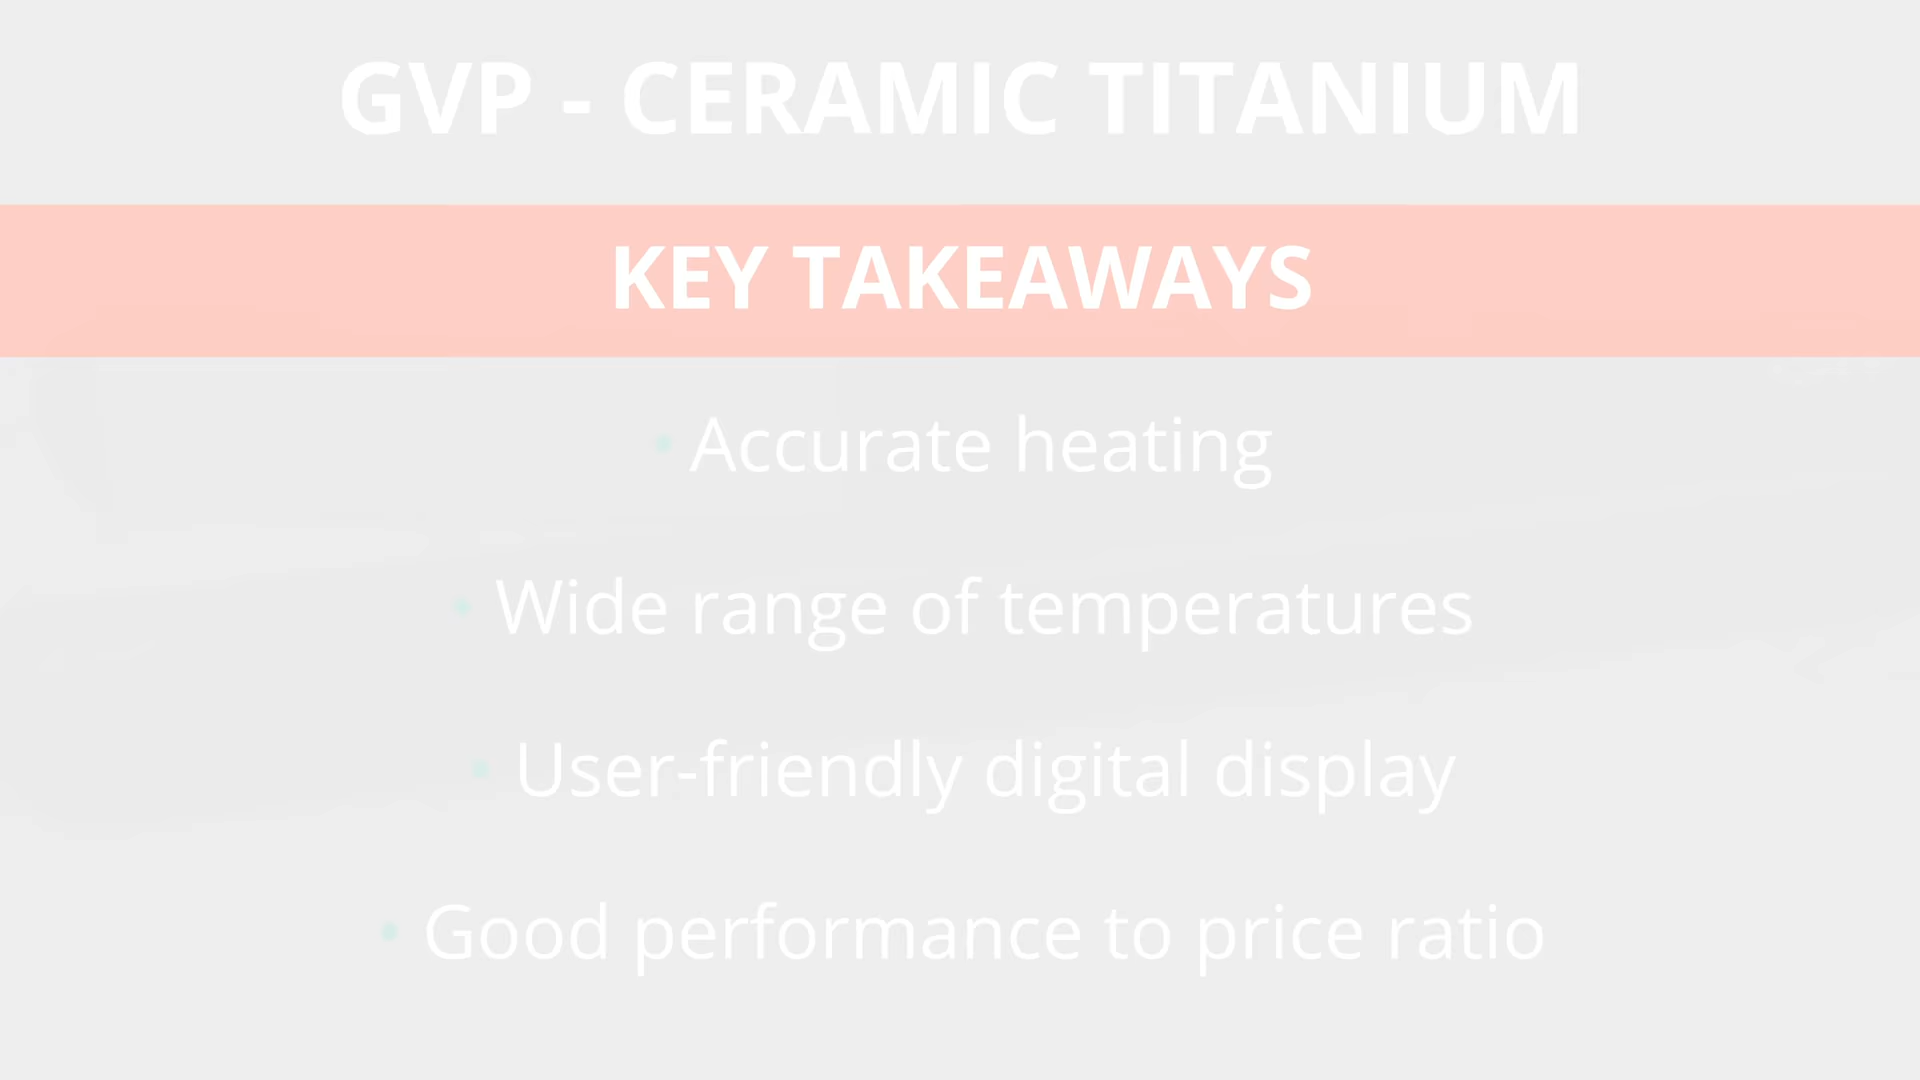 GVP - CERAMIC TITANIUM
KEY TAKEAWAYS
• Accurate heating
• Wide range of temperatures
• User-friendly digital display
• Good performance to price ratio